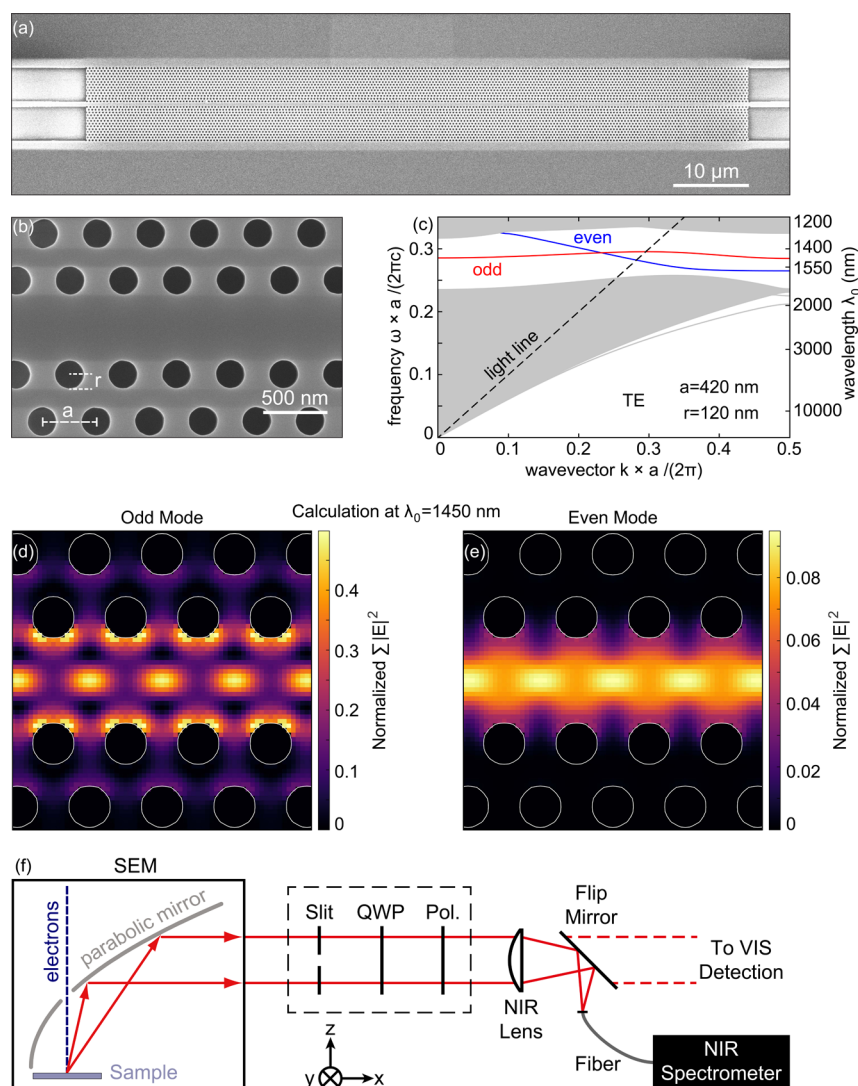 (a)
10 µm
(b)
r
a
500 nm
(c)
even
odd
light line
TE
a=420 nm
r=120 nm
frequency ω × a /(2πc)
0.3
0.2
0.1
0
0
0.1
0.2
0.3
0.4
0.5
wavevector k × a /(2π)
1200
1400
1550
2000
3000
10000
wavelength λ₀ (nm)
Calculation at λ₀=1450 nm
Odd Mode
(d)
0.4
0.3
0.2
0.1
0
Normalized ∑|E|²
Even Mode
(e)
0.08
0.06
0.04
0.02
0
Normalized ∑|E|²
(f)
SEM
electrons
parabolic mirror
Sample
Slit
QWP
Pol.
z
y
x
NIR
Lens
Flip
Mirror
To VIS
Detection
Fiber
NIR
Spectrometer